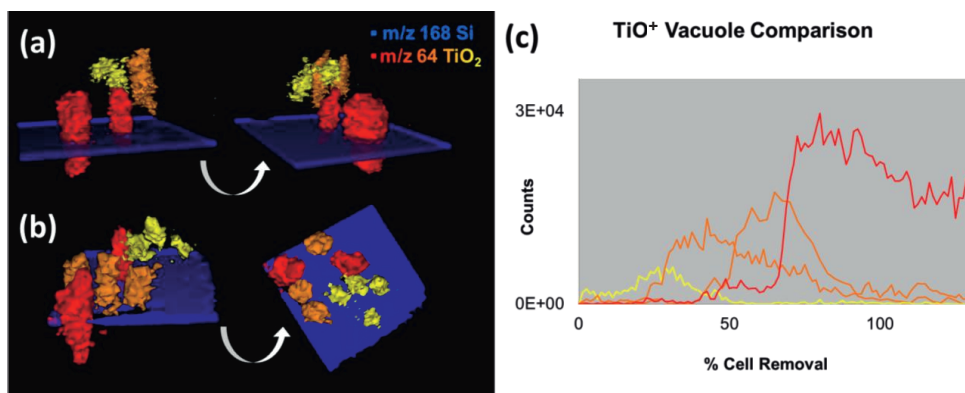 (a)
m/z 168 Si
m/z 64 TiO₂
(b)
(c)
TiO⁺ Vacuole Comparison
3E+04
Counts
0E+00
0
50
100
% Cell Removal